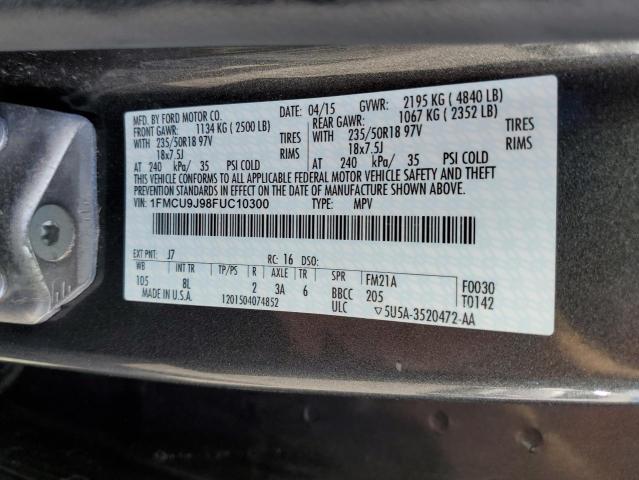 MFD. BY FORD MOTOR CO. DATE: 04/15 GVWR: 2195 KG ( 4840 LB)
FRONT GAWR: 1134 KG ( 2500 LB) REAR GAWR: 1067 KG ( 2352 LB)
WITH 235/50R18 97V TIRES WITH 235/50R18 97V TIRES
18x7.5J RIMS 18x7.5J RIMS
AT 240 kPa/ 35 PSI COLD AT 240 kPa/ 35 PSI COLD
THIS VEHICLE CONFORMS TO ALL APPLICABLE FEDERAL MOTOR VEHICLE SAFETY AND THEFT
PREVENTION STANDARDS IN EFFECT ON THE DATE OF MANUFACTURE SHOWN ABOVE.
VIN: 1FMCU9J98FUC10300 TYPE: MPV
EXT PNT: J7 RC: 16 DSO:
WB INT TR TP/PS R AXLE TR SPR FM21A F0030
105 8L 2 3A 6 BBCC 205 T0142
MADE IN U.S.A. 1201504074852 ULC ▽5U5A-3520472-AA